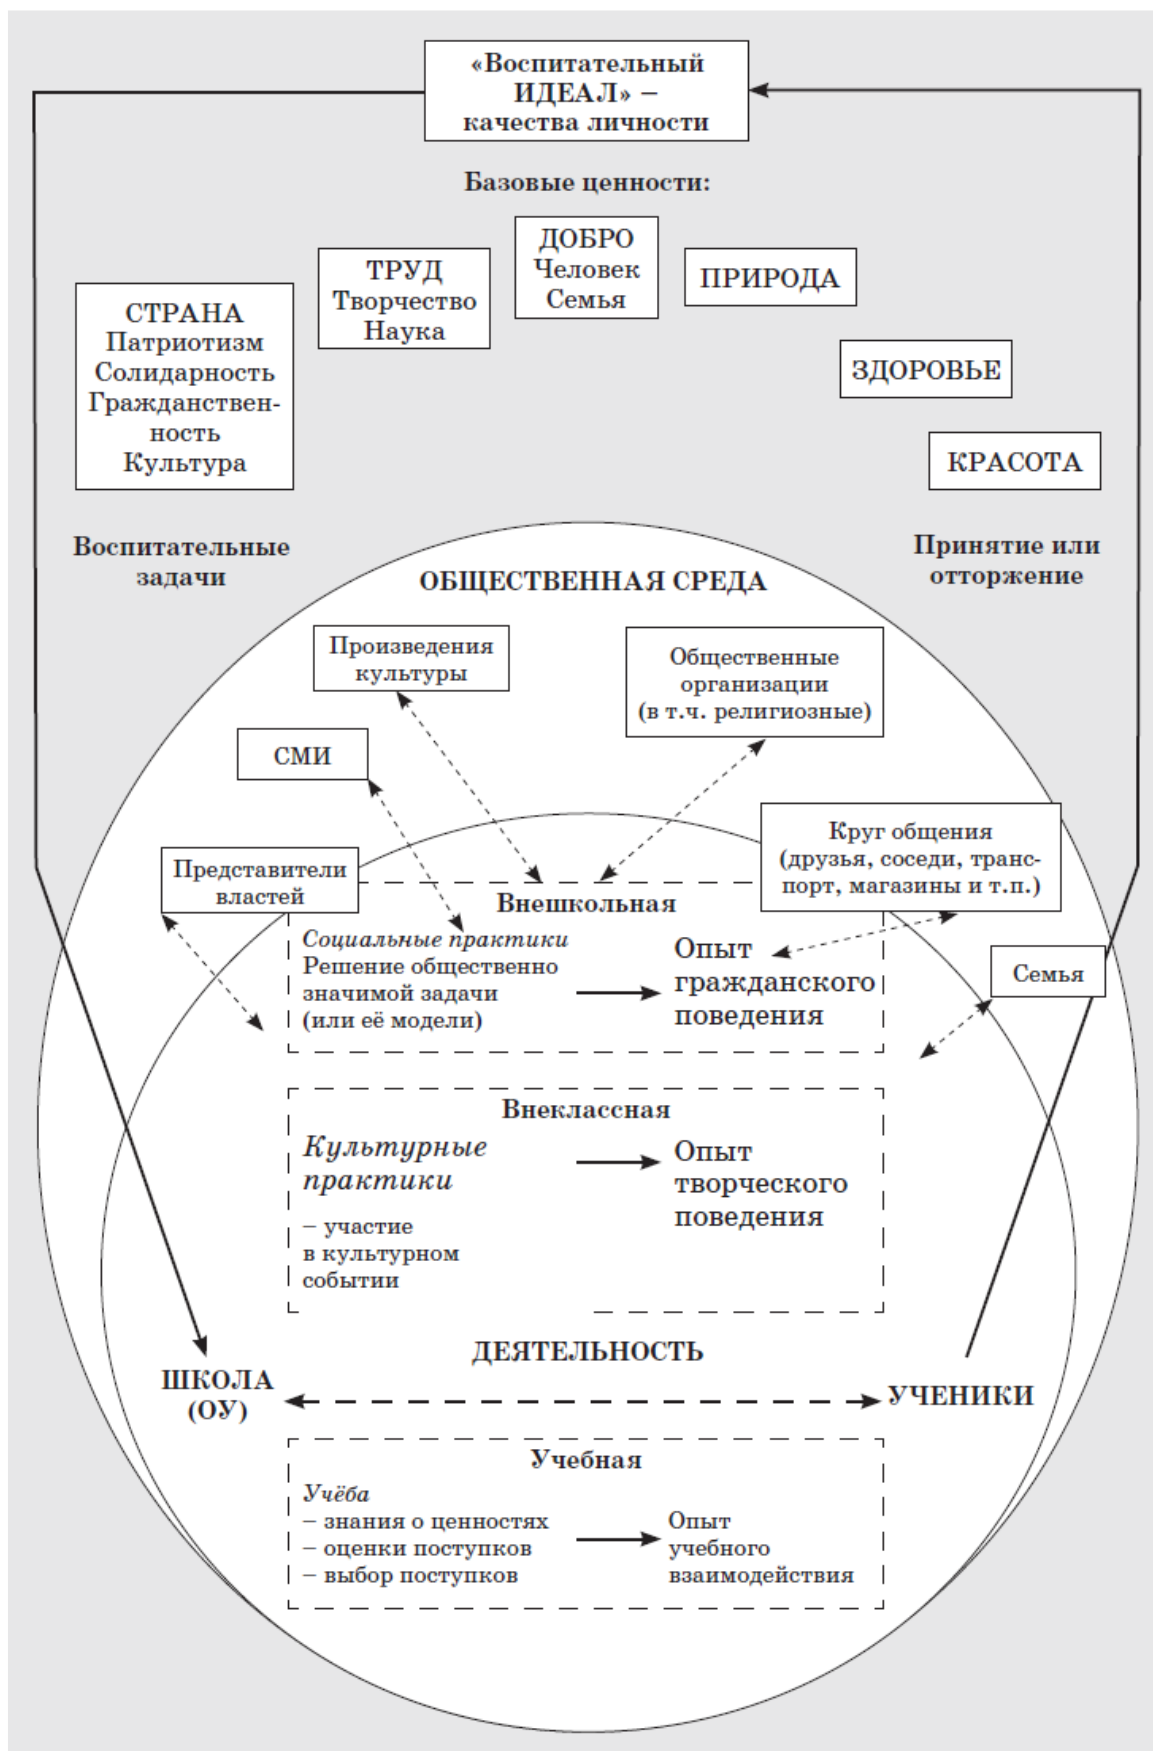 «Воспитательный
ИДЕАЛ» –
качества личности
Базовые ценности:
СТРАНА
Патриотизм
Солидарность
Гражданствен-
ность
Культура
ТРУД
Творчество
Наука
ДОБРО
Человек
Семья
ПРИРОДА
ЗДОРОВЬЕ
КРАСОТА
Воспитательные
задачи
Принятие или
отторжение
ОБЩЕСТВЕННАЯ СРЕДА
Произведения
культуры
Общественные
организации
(в т.ч. религиозные)
СМИ
Круг общения
(друзья, соседи, транс-
порт, магазины и т.п.)
Представители
властей
Семья
Внешкольная
Социальные практики
Решение общественно
значимой задачи
(или её модели)
Опыт
гражданского
поведения
Внеклассная
Культурные
практики
– участие
в культурном
событии
Опыт
творческого
поведения
ДЕЯТЕЛЬНОСТЬ
ШКОЛА
(ОУ)
УЧЕНИКИ
Учебная
Учёба
– знания о ценностях
– оценки поступков
– выбор поступков
Опыт
учебного
взаимодействия